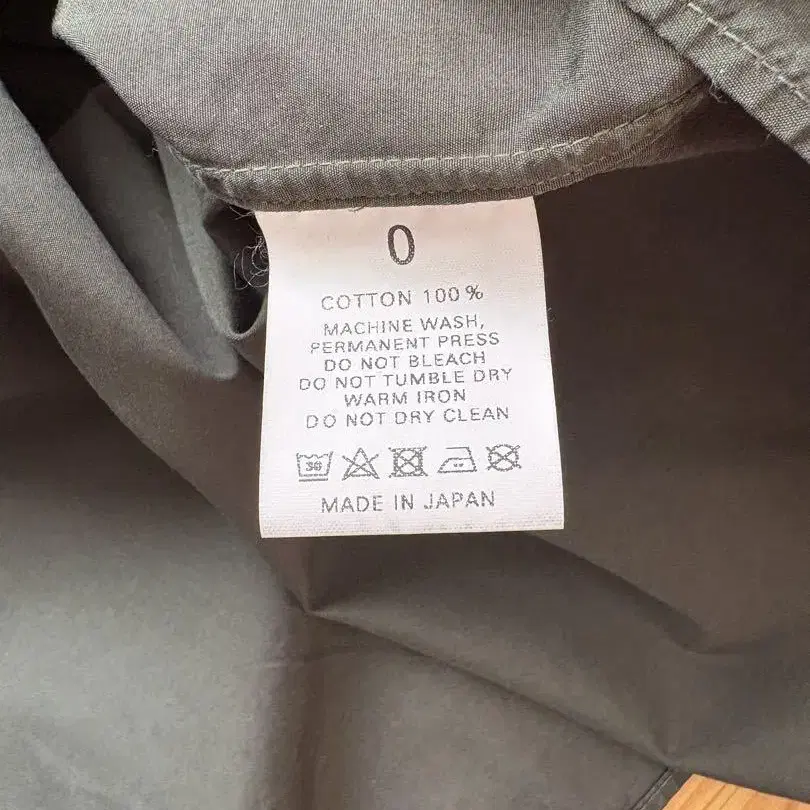 0
COTTON 100%
MACHINE WASH,
PERMANENT PRESS
DO NOT BLEACH
DO NOT TUMBLE DRY
WARM IRON
DO NOT DRY CLEAN
30
MADE IN JAPAN